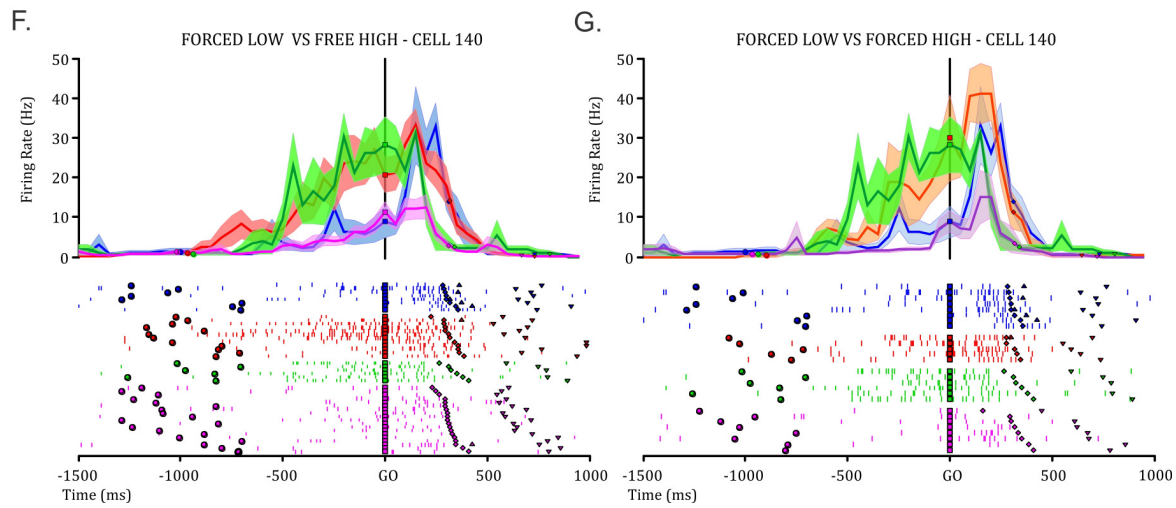 F.
FORCED LOW VS FREE HIGH - CELL 140
50
40
30
20
10
0
Firing Rate (Hz)
-1500 -1000 -500 GO 500 1000
Time (ms)
G.
FORCED LOW VS FORCED HIGH - CELL 140
50
40
30
20
10
0
Firing Rate (Hz)
-1500 -1000 -500 GO 500 1000
Time (ms)